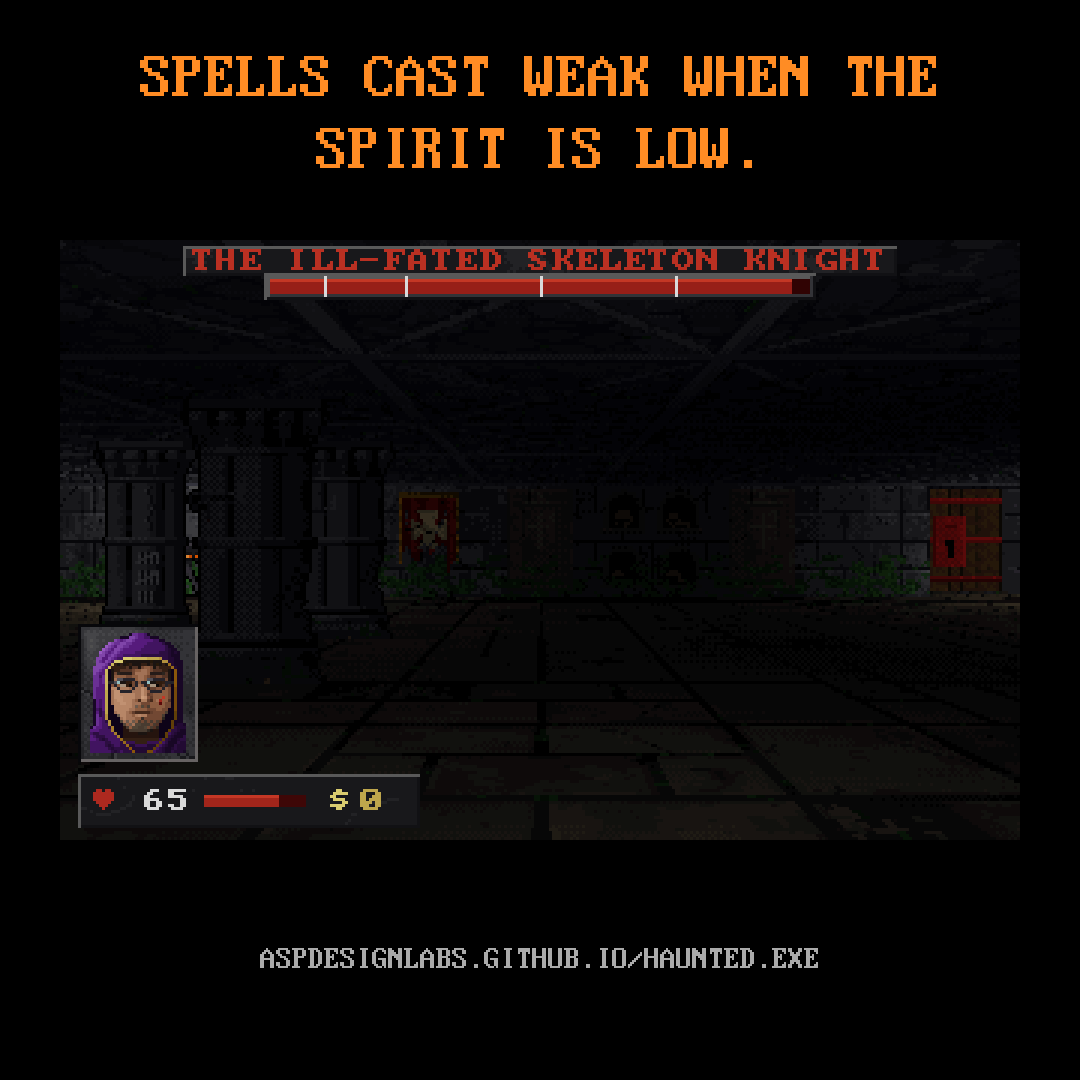 SPELLS CAST WEAK WHEN THE
SPIRIT IS LOW.
THE ILL-FATED SKELETON KNIGHT
1
65 $ 0
ASPDESIGNLABS.GITHUB.IO/HAUNTED.EXE